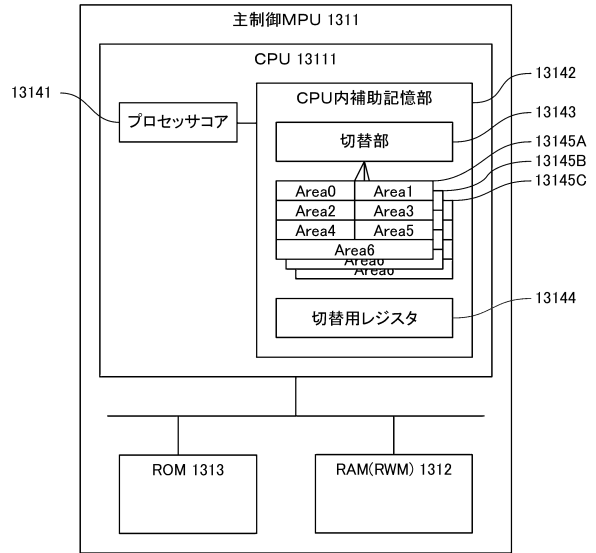 主制御MPU 1311
CPU 13111
13141
プロセッサコア
CPU内補助記憶部
13142
切替部
13143
13145A
13145B
13145C
Area0 Area1
Area2 Area3
Area4 Area5
Area6
Area6
Area6
切替用レジスタ
13144
ROM 1313
RAM(RWM) 1312